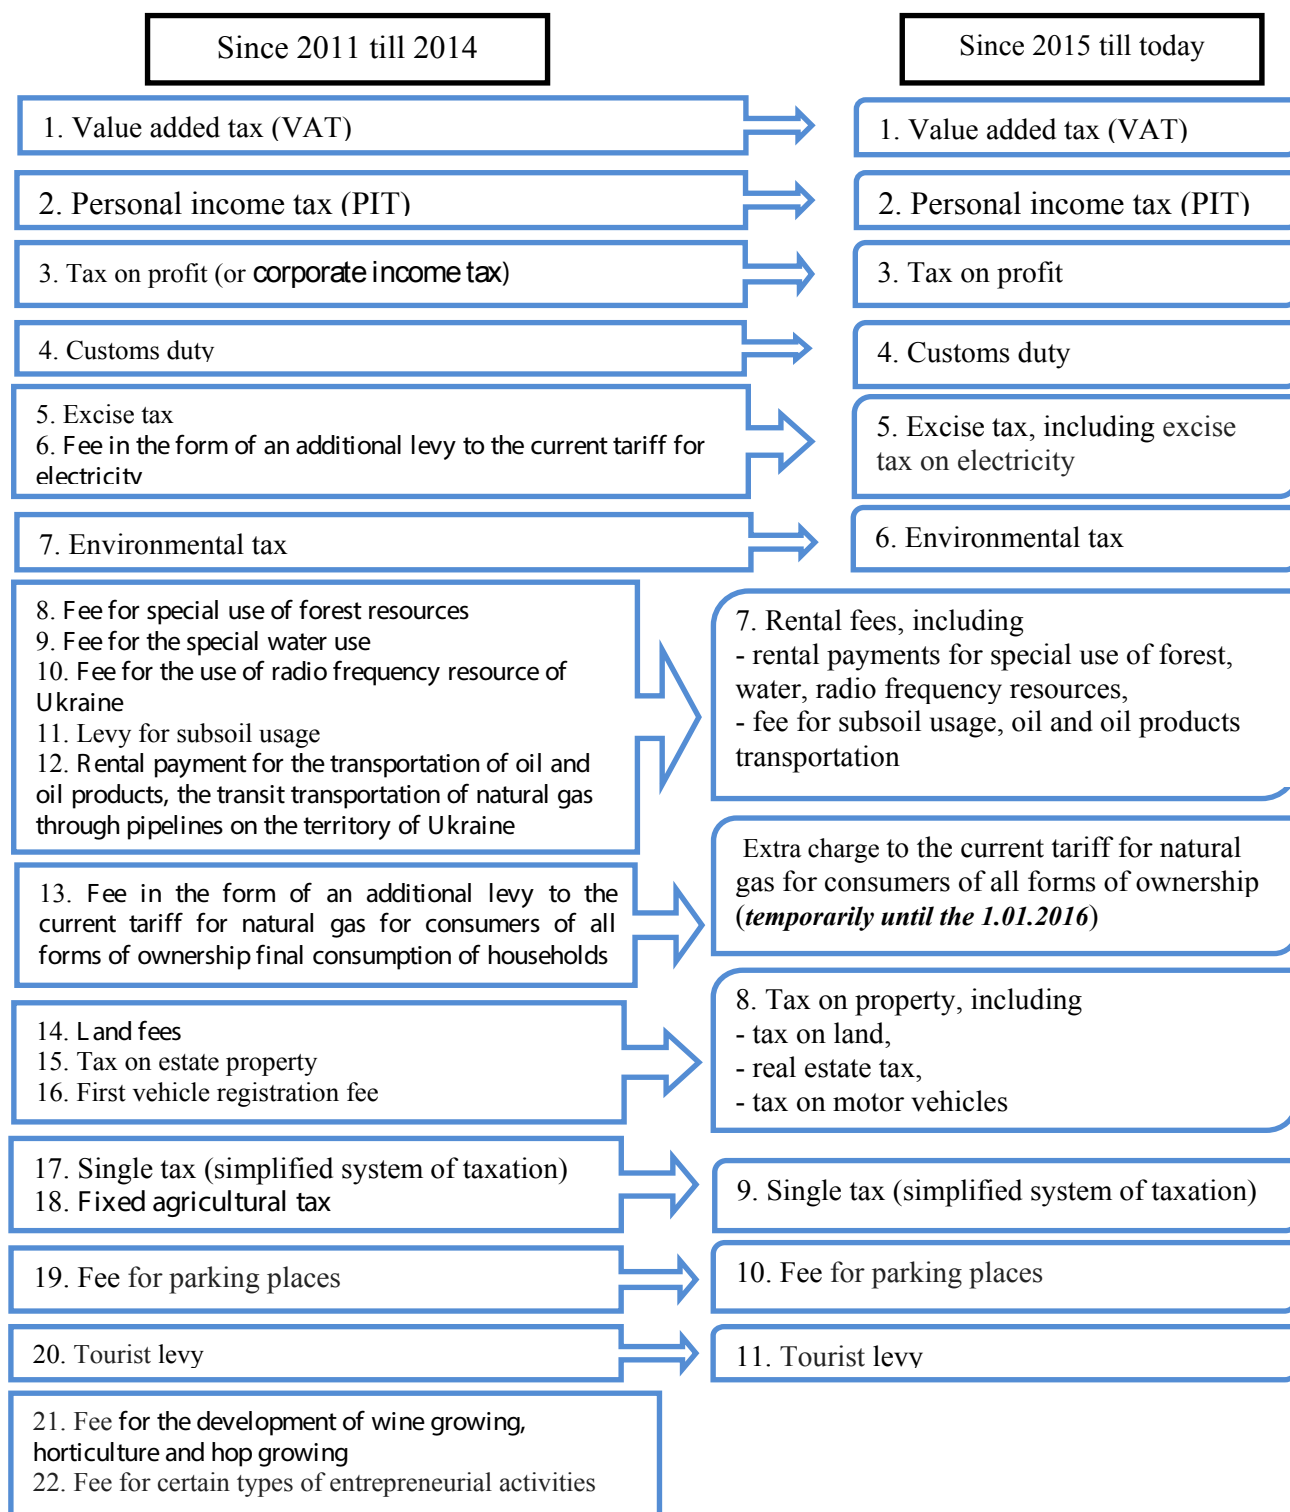 Since 2011 till 2014
Since 2015 till today
1. Value added tax (VAT)
1. Value added tax (VAT)
2. Personal income tax (PIT)
2. Personal income tax (PIT)
3. Tax on profit (or corporate income tax)
3. Tax on profit
4. Customs duty
4. Customs duty
5. Excise tax
6. Fee in the form of an additional levy to the current tariff for
electricity
5. Excise tax, including excise
tax on electricity
7. Environmental tax
6. Environmental tax
8. Fee for special use of forest resources
9. Fee for the special water use
10. Fee for the use of radio frequency resource of
Ukraine
11. Levy for subsoil usage
12. Rental payment for the transportation of oil and
oil products, the transit transportation of natural gas
through pipelines on the territory of Ukraine
7. Rental fees, including
- rental payments for special use of forest,
water, radio frequency resources,
- fee for subsoil usage, oil and oil products
transportation
13. Fee in the form of an additional levy to the
current tariff for natural gas for consumers of all
forms of ownership final consumption of households
Extra charge to the current tariff for natural
gas for consumers of all forms of ownership
(temporarily until the 1.01.2016)
14. Land fees
15. Tax on estate property
16. First vehicle registration fee
8. Tax on property, including
- tax on land,
- real estate tax,
- tax on motor vehicles
17. Single tax (simplified system of taxation)
18. Fixed agricultural tax
9. Single tax (simplified system of taxation)
19. Fee for parking places
10. Fee for parking places
20. Tourist levy
11. Tourist levy
21. Fee for the development of wine growing,
horticulture and hop growing
22. Fee for certain types of entrepreneurial activities